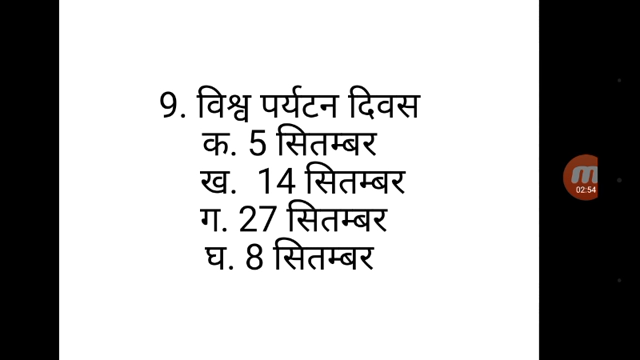 9. विश्व पर्यटन दिवस
क. 5 सितम्बर
ख. 14 सितम्बर
ग. 27 सितम्बर
घ. 8 सितम्बर
02:54